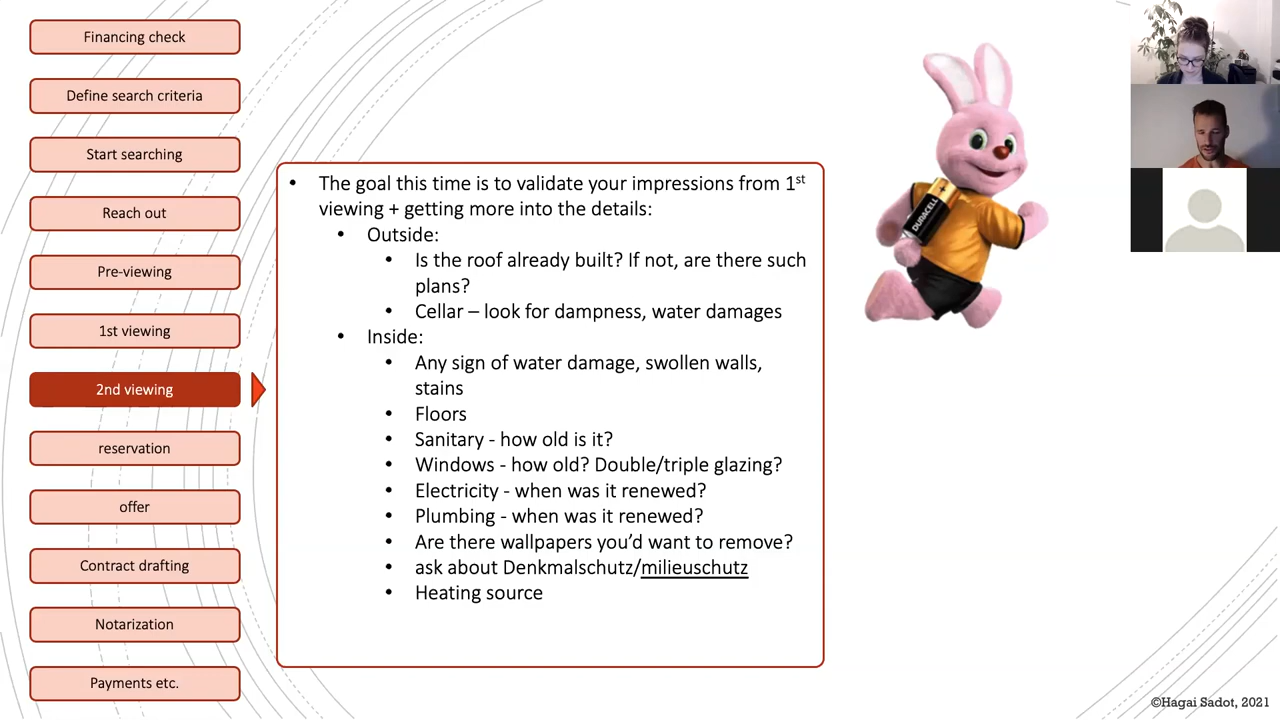 Financing check
Define search criteria
Start searching
Reach out
Pre-viewing
1st viewing
2nd viewing
reservation
offer
Contract drafting
Notarization
Payments etc.
• The goal this time is to validate your impressions from 1st
viewing + getting more into the details:
• Outside:
• Is the roof already built? If not, are there such
plans?
• Cellar – look for dampness, water damages
• Inside:
• Any sign of water damage, swollen walls,
stains
• Floors
• Sanitary - how old is it?
• Windows - how old? Double/triple glazing?
• Electricity - when was it renewed?
• Plumbing - when was it renewed?
• Are there wallpapers you’d want to remove?
• ask about Denkmalschutz/milieuschutz
• Heating source
DURACELL
©Hagai Sadot, 2021